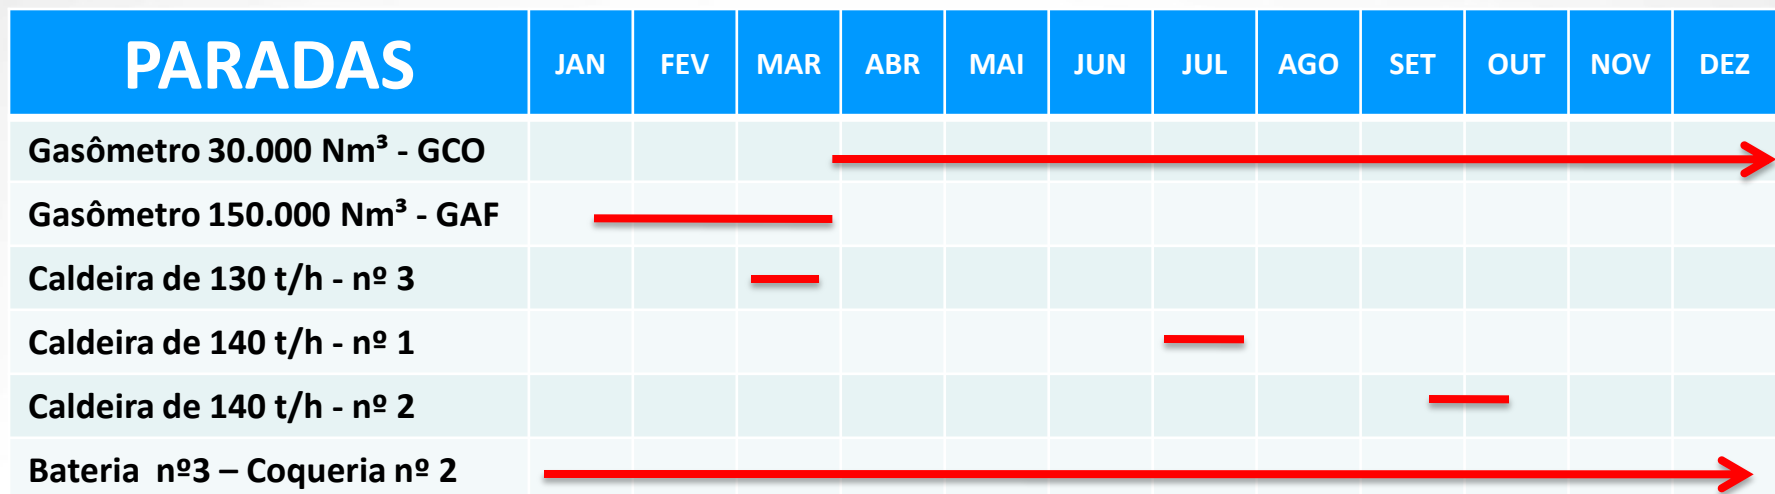 PARADAS JAN FEV MAR ABR MAI JUN JUL AGO SET OUT NOV DEZ
Gasômetro 30.000 Nm³ - GCO
Gasômetro 150.000 Nm³ - GAF
Caldeira de 130 t/h - nº 3
Caldeira de 140 t/h - nº 1
Caldeira de 140 t/h - nº 2
Bateria nº3 – Coqueria nº 2